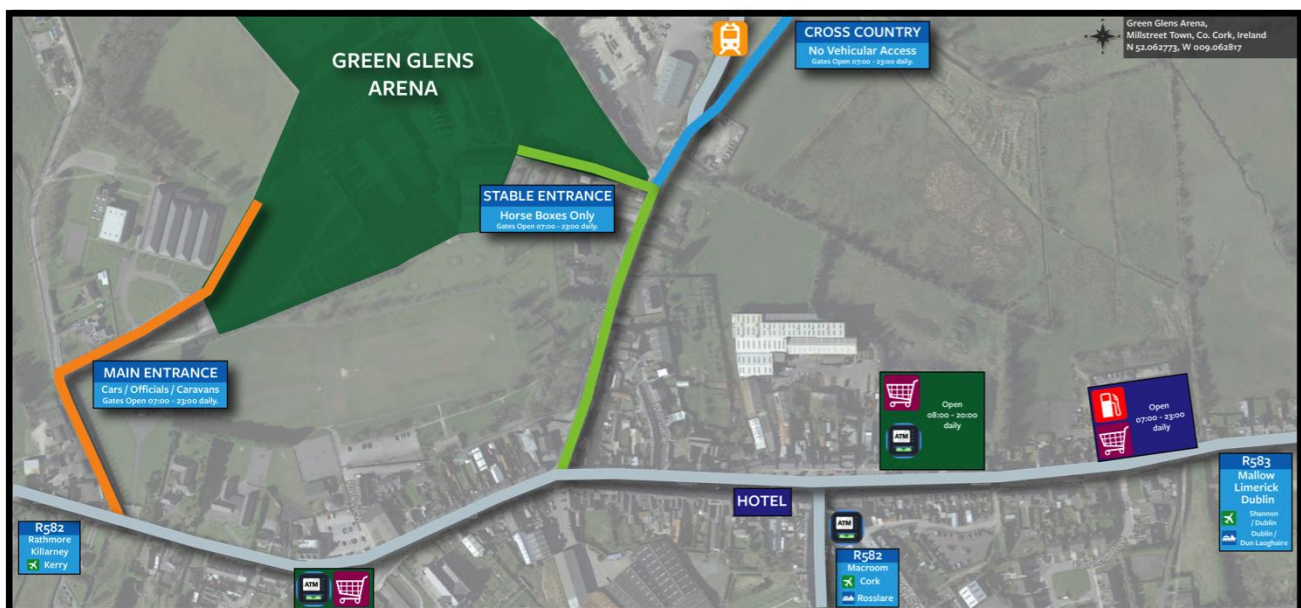 GREEN GLENS
ARENA
CROSS COUNTRY
No Vehicular Access
Gates Open 07:00 - 23:00 daily.
Green Glens Arena,
Millstreet Town, Co. Cork, Ireland
N 52.062773, W 009.062817
STABLE ENTRANCE
Horse Boxes Only
Gates Open 07:00 - 23:00 daily.
MAIN ENTRANCE
Cars / Officials / Caravans
Gates Open 07:00 - 23:00 daily.
Open
08:00 - 20:00
daily
ATM
Open
07:00 - 23:00
daily
HOTEL
R583
Mallow
Limerick
Dublin
Shannon
/ Dublin
Dublin /
Dun Laoghaire
R582
Rathmore
Killarney
Kerry
ATM
ATM
R582
Macroom
Cork
Rosslare